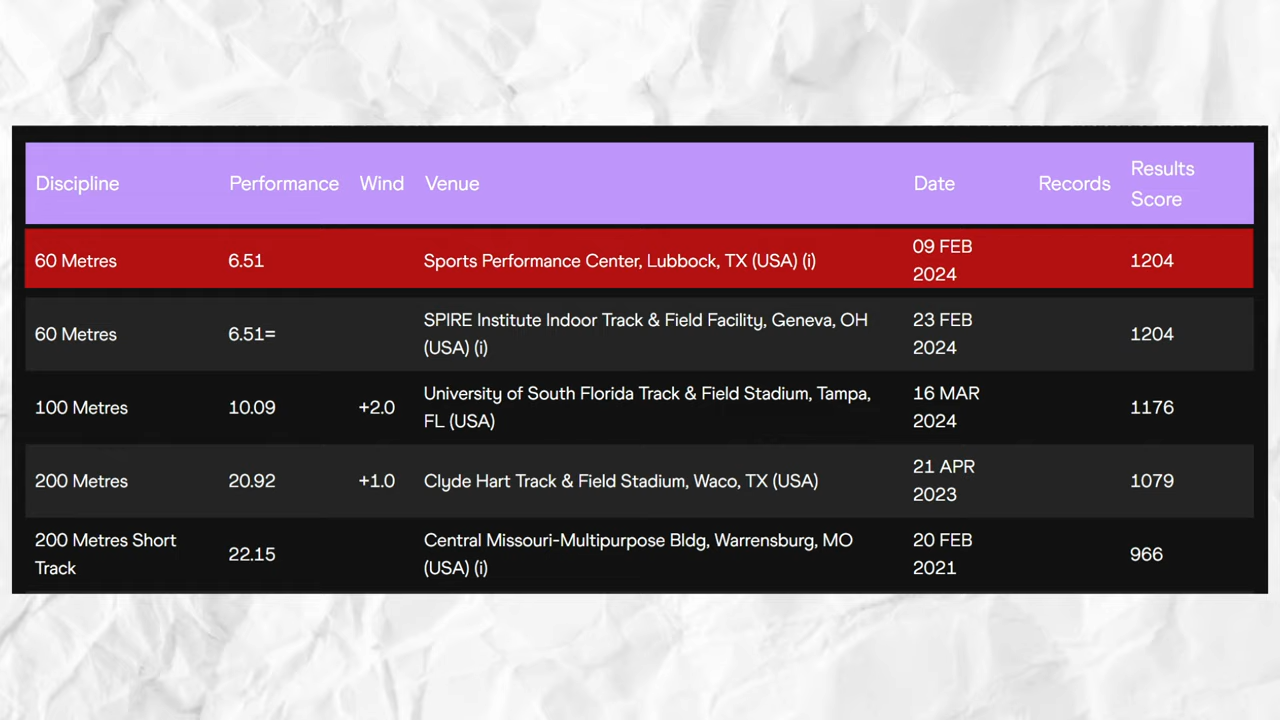 Discipline Performance Wind Venue Date Records Results Score
60 Metres 6.51 Sports Performance Center, Lubbock, TX (USA) (i) 09 FEB 2024 1204
60 Metres 6.51= SPIRE Institute Indoor Track & Field Facility, Geneva, OH (USA) (i) 23 FEB 2024 1204
100 Metres 10.09 +2.0 University of South Florida Track & Field Stadium, Tampa, FL (USA) 16 MAR 2024 1176
200 Metres 20.92 +1.0 Clyde Hart Track & Field Stadium, Waco, TX (USA) 21 APR 2023 1079
200 Metres Short Track 22.15 Central Missouri-Multipurpose Bldg, Warrensburg, MO (USA) (i) 20 FEB 2021 966